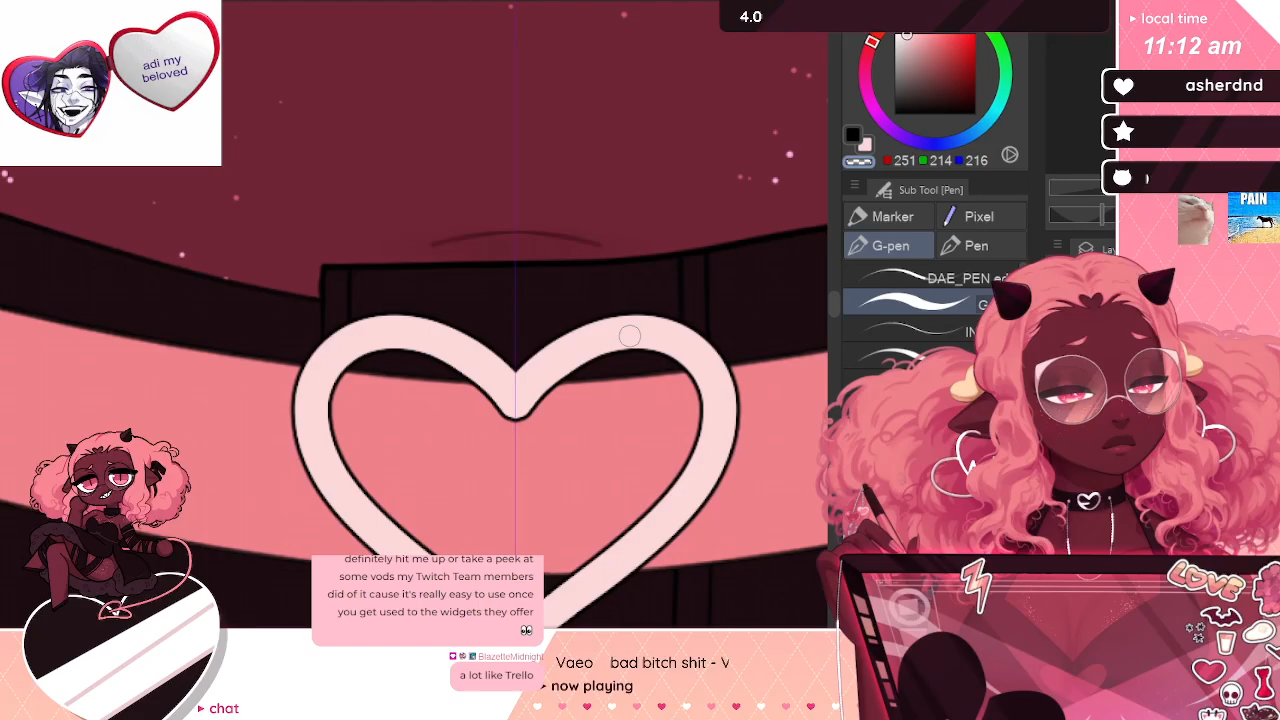 4.0
local time
11:12 am
adi my
beloved
asherdnd
PAIN
251 214 216
Sub Tool [Pen]
Marker
Pixel
G-pen
Pen
DAE_PEN
definitely hit me up or take a peek at
some vods my Twitch Team members
did of it cause it's really easy to use once
you get used to the widgets they offer
👀
BlazetteMidnight
a lot like Trello
Vaeo bad bitch shit - V
now playing
chat
LOVE